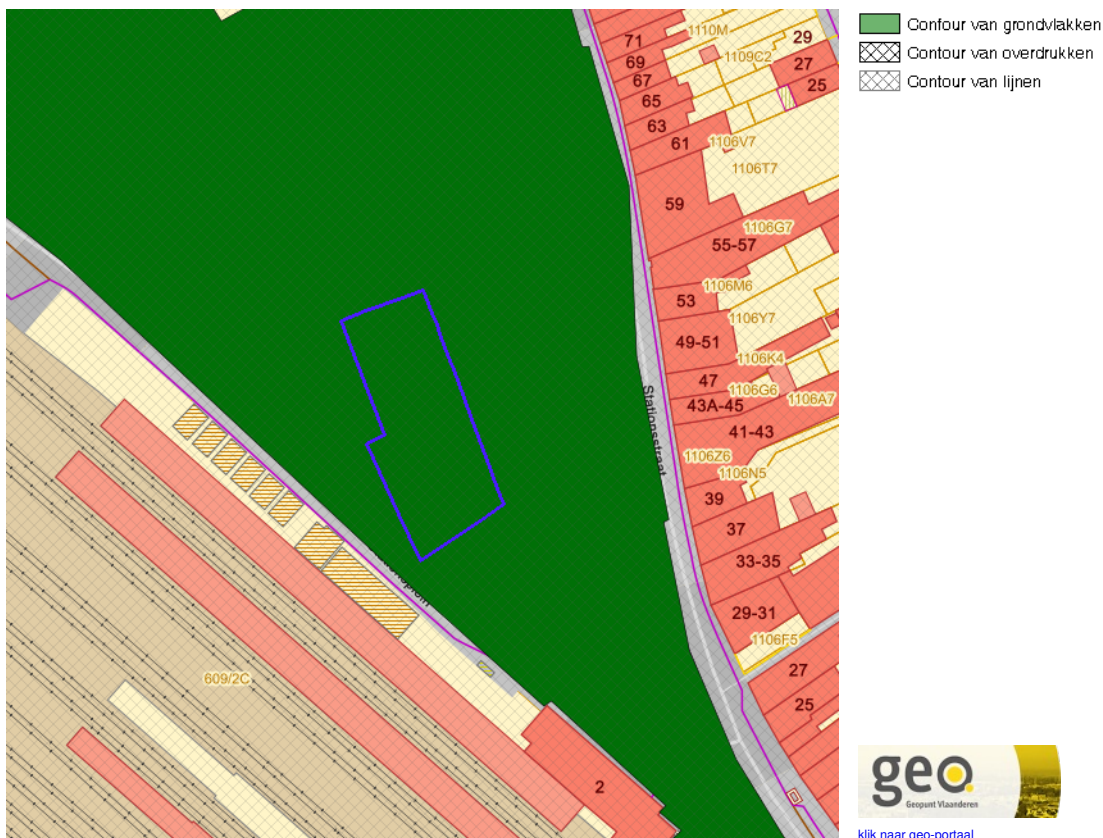 71
69
67
65
63
61
59
55-57
53
49-51
47
43A-45
41-43
39
37
33-35
29-31
27
25
29
27
25
2
1110M
1109C2
1106V7
1106T7
1106G7
1106M6
1106Y7
1106K4
1106G6
1106A7
1106Z6
1106N5
1106F5
609/2C
Stationsstraat
Contour van grondvlakken
Contour van overdrukken
Contour van lijnen
geo.
Geopunt Vlaanderen
klik naar geo-portaal